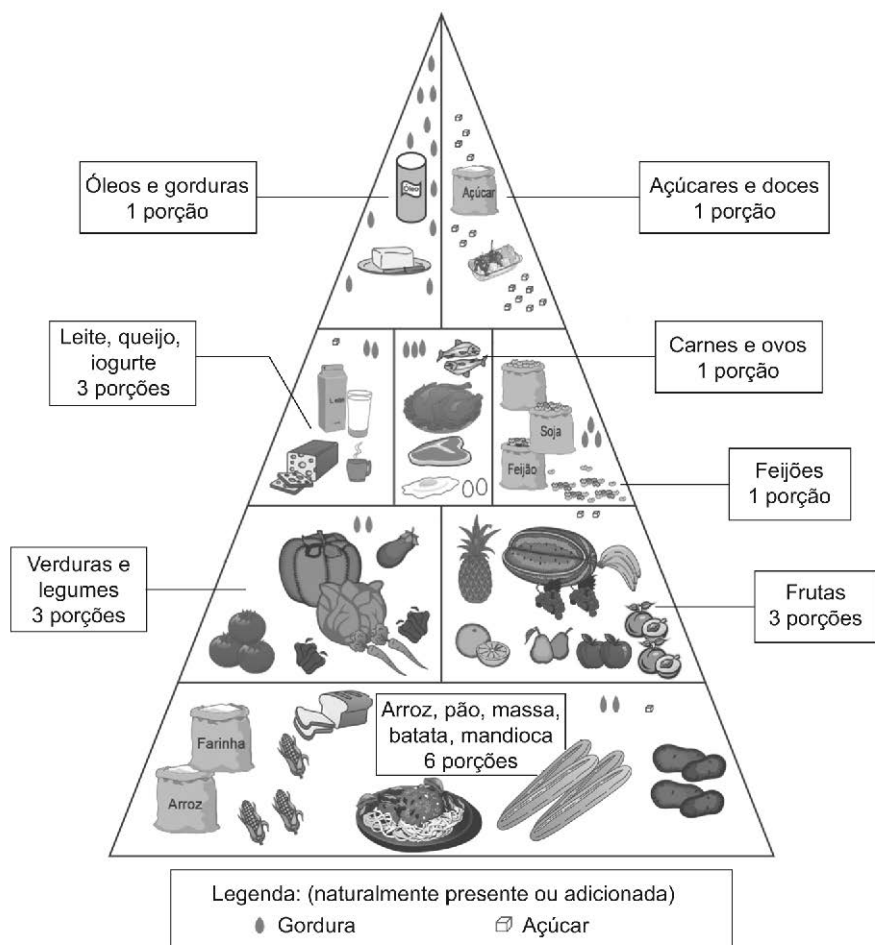 Óleos e gorduras
1 porção
Óleo
Açúcar
Açúcares e doces
1 porção
Leite, queijo,
iogurte
3 porções
Carnes e ovos
1 porção
Soja
Feijão
Feijões
1 porção
Verduras e
legumes
3 porções
Frutas
3 porções
Arroz, pão, massa,
batata, mandioca
6 porções
Farinha
Arroz
Legenda: (naturalmente presente ou adicionada)
Gordura
Açúcar